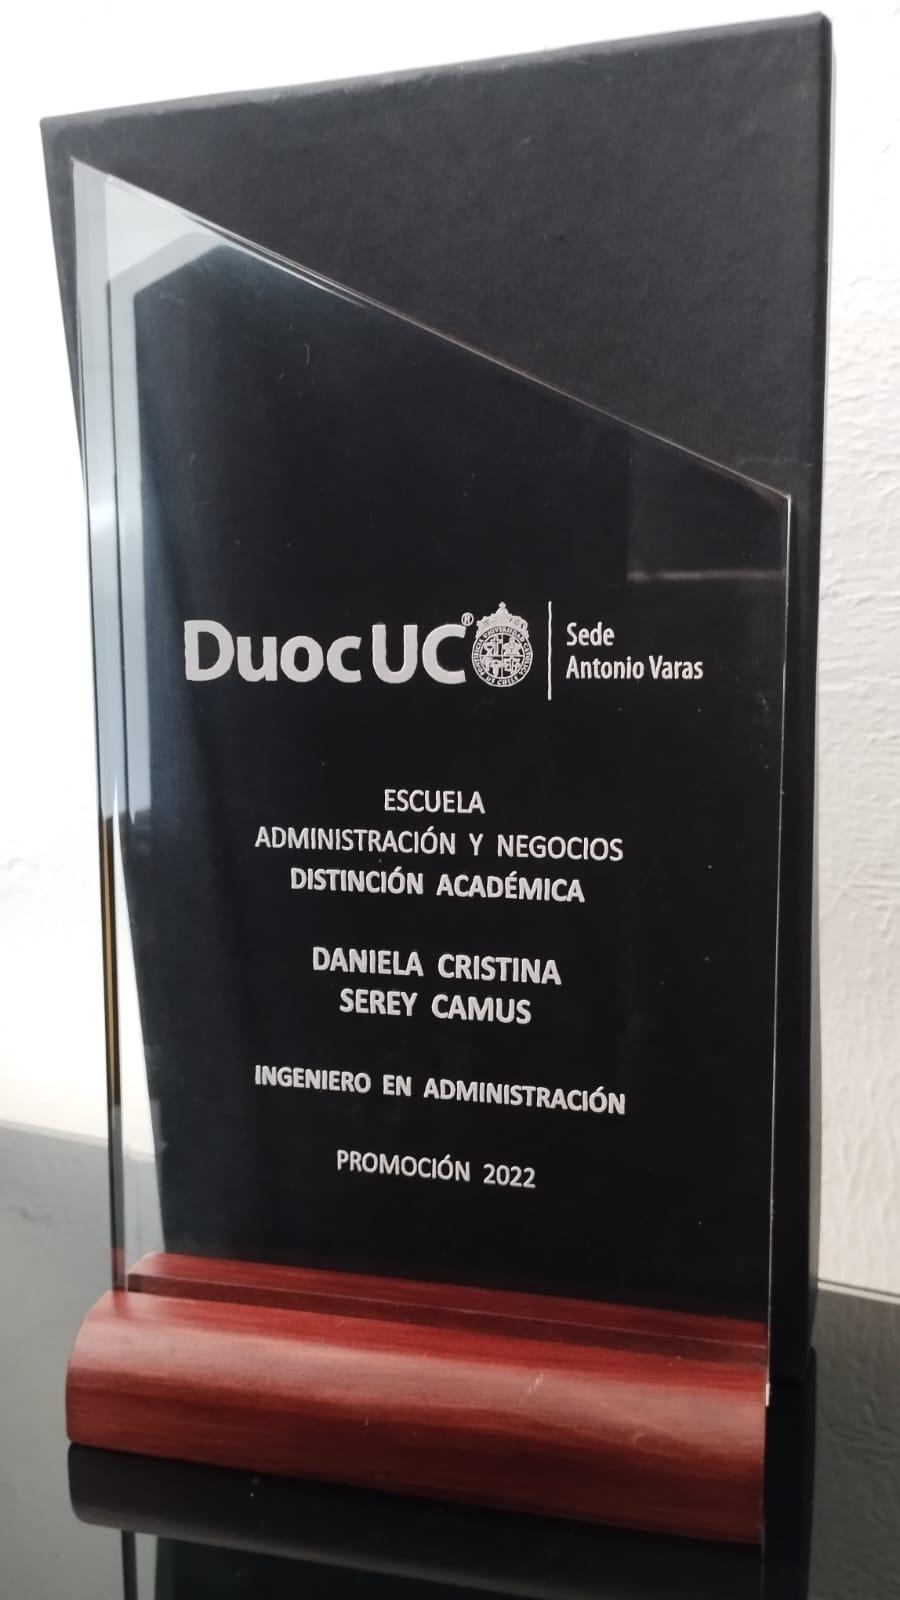 DuocUC®
Sede
Antonio Varas
ESCUELA
ADMINISTRACIÓN Y NEGOCIOS
DISTINCIÓN ACADÉMICA
DANIELA CRISTINA
SEREY CAMUS
INGENIERO EN ADMINISTRACIÓN
PROMOCIÓN 2022